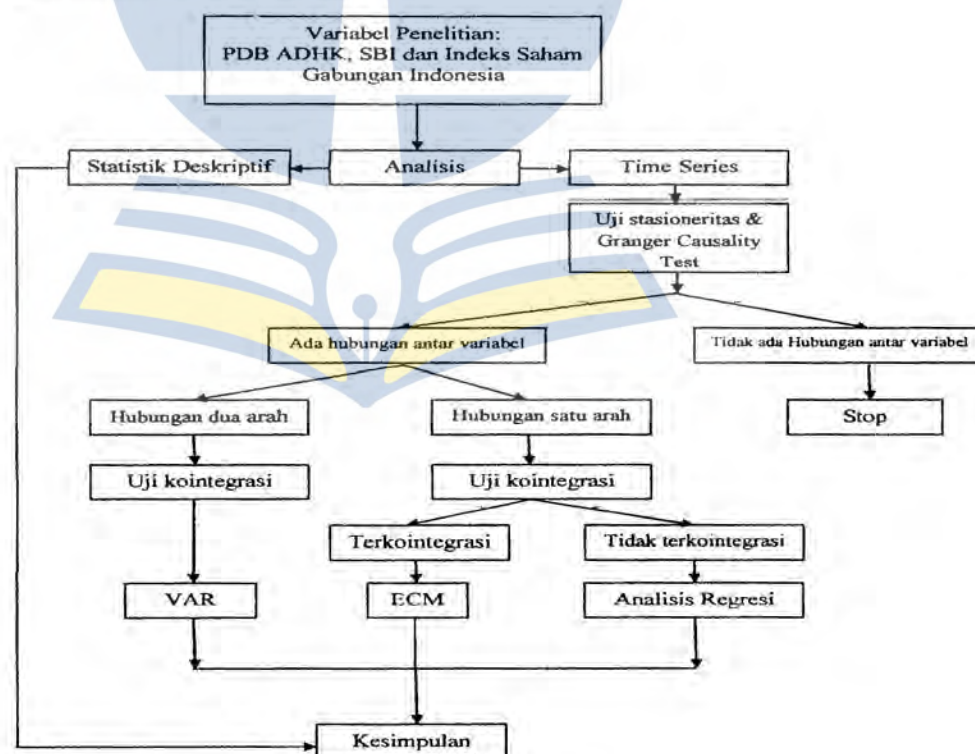 Variabel Penelitian:
PDB ADHK, SBI dan Indeks Saham
Gabungan Indonesia
Statistik Deskriptif
Analisis
Time Series
Uji stasioneritas &
Granger Causality
Test
Ada hubungan antar variabel
Tidak ada Hubungan antar variabel
Hubungan dua arah
Hubungan satu arah
Stop
Uji kointegrasi
Uji kointegrasi
Terkointegrasi
Tidak terkointegrasi
VAR
ECM
Analisis Regresi
Kesimpulan